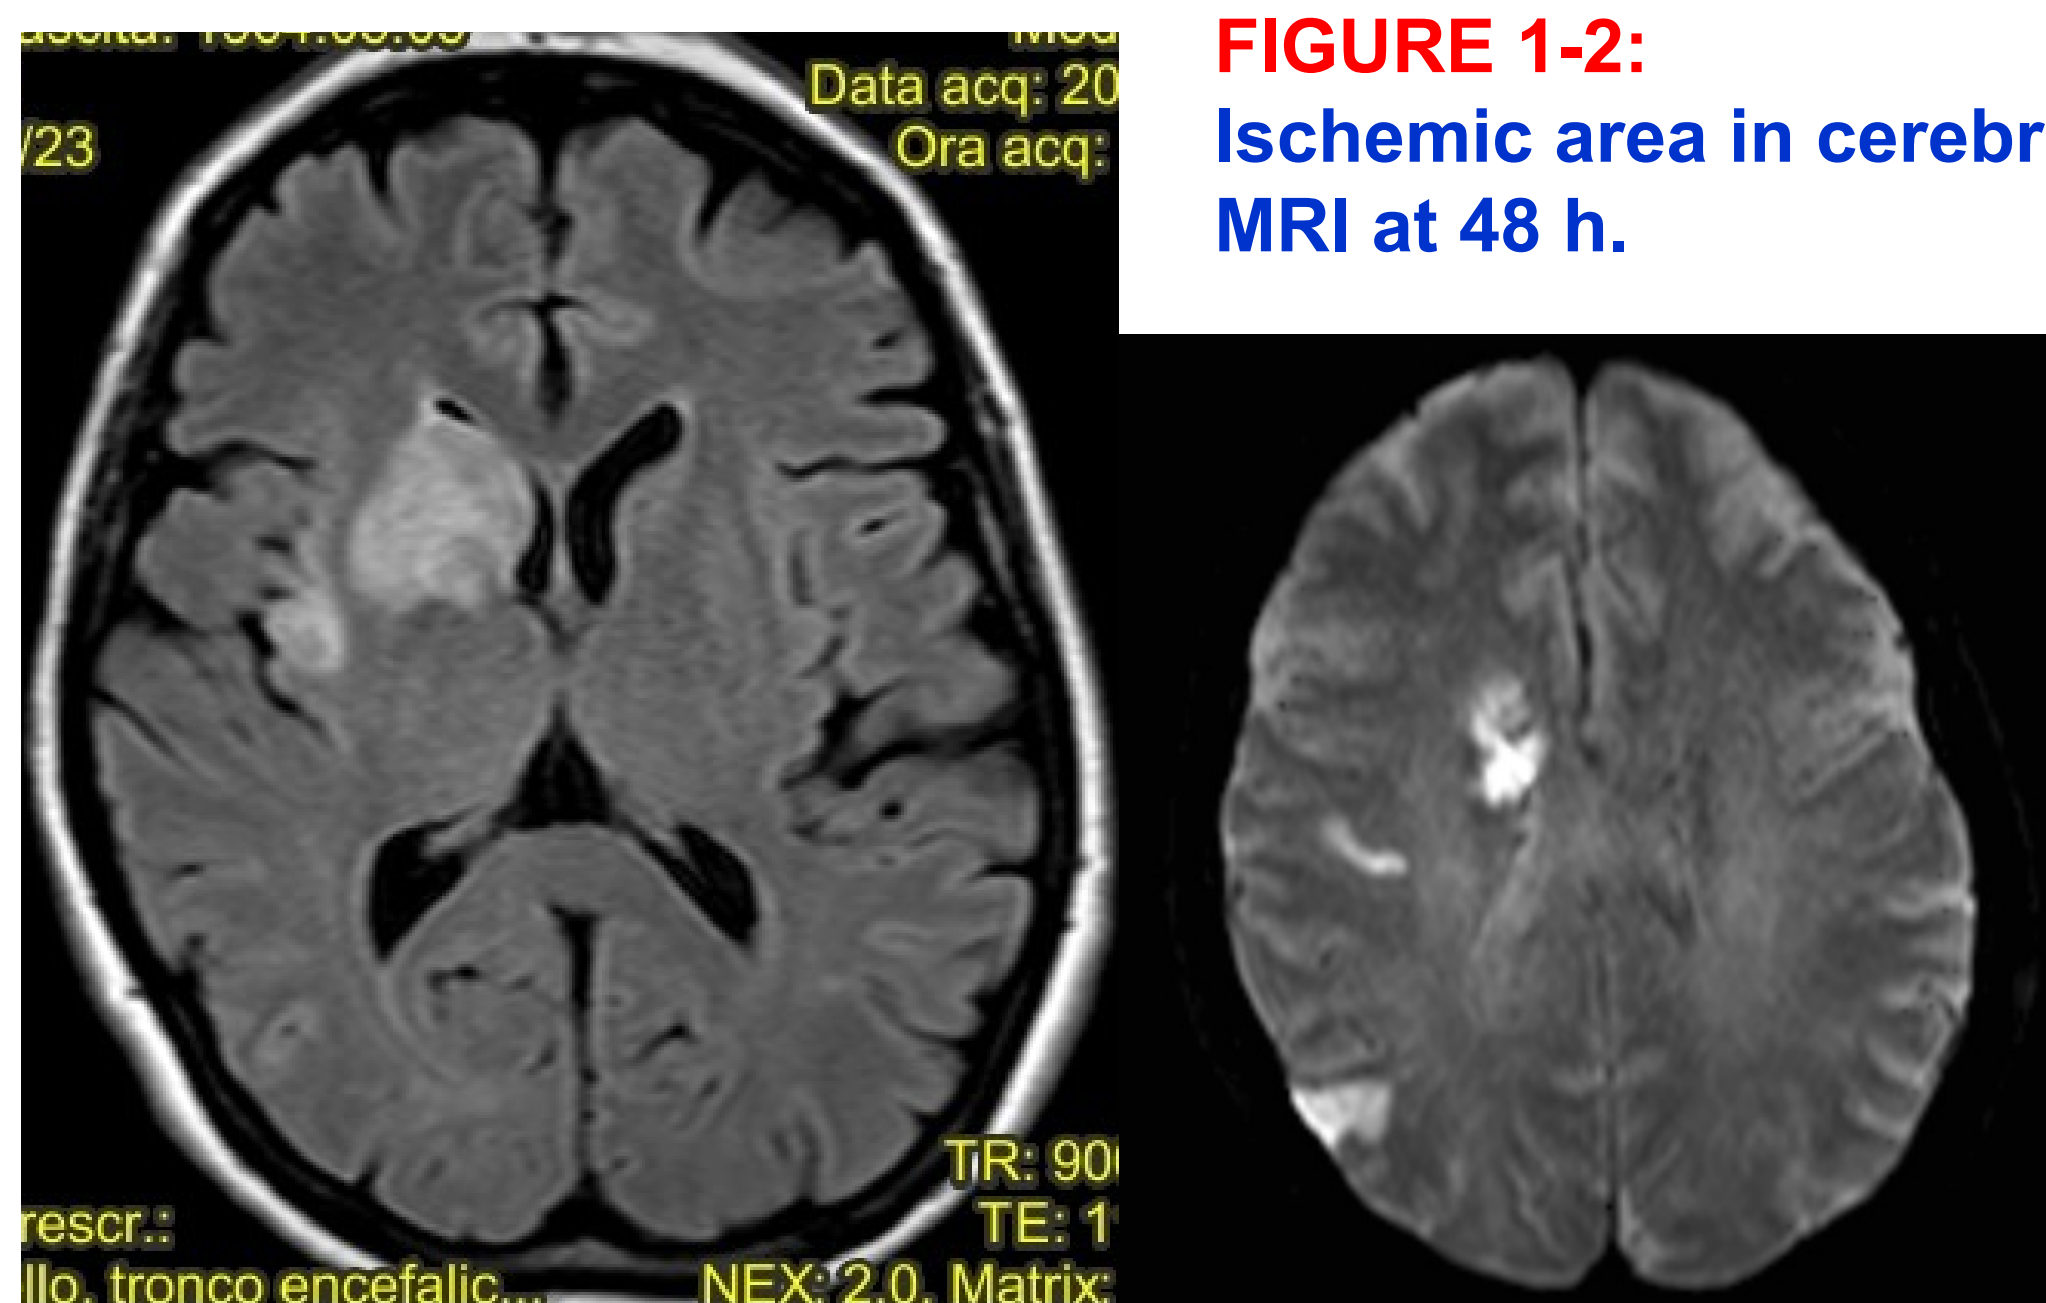 Data acq: 20
/23
Ora acq:
FIGURE 1-2:
Ischemic area in cerebr
MRI at 48 h.
TR: 90
rescr.:
TE: 1
llo, tronco encefalic...
NEX: 2.0, Matrix: